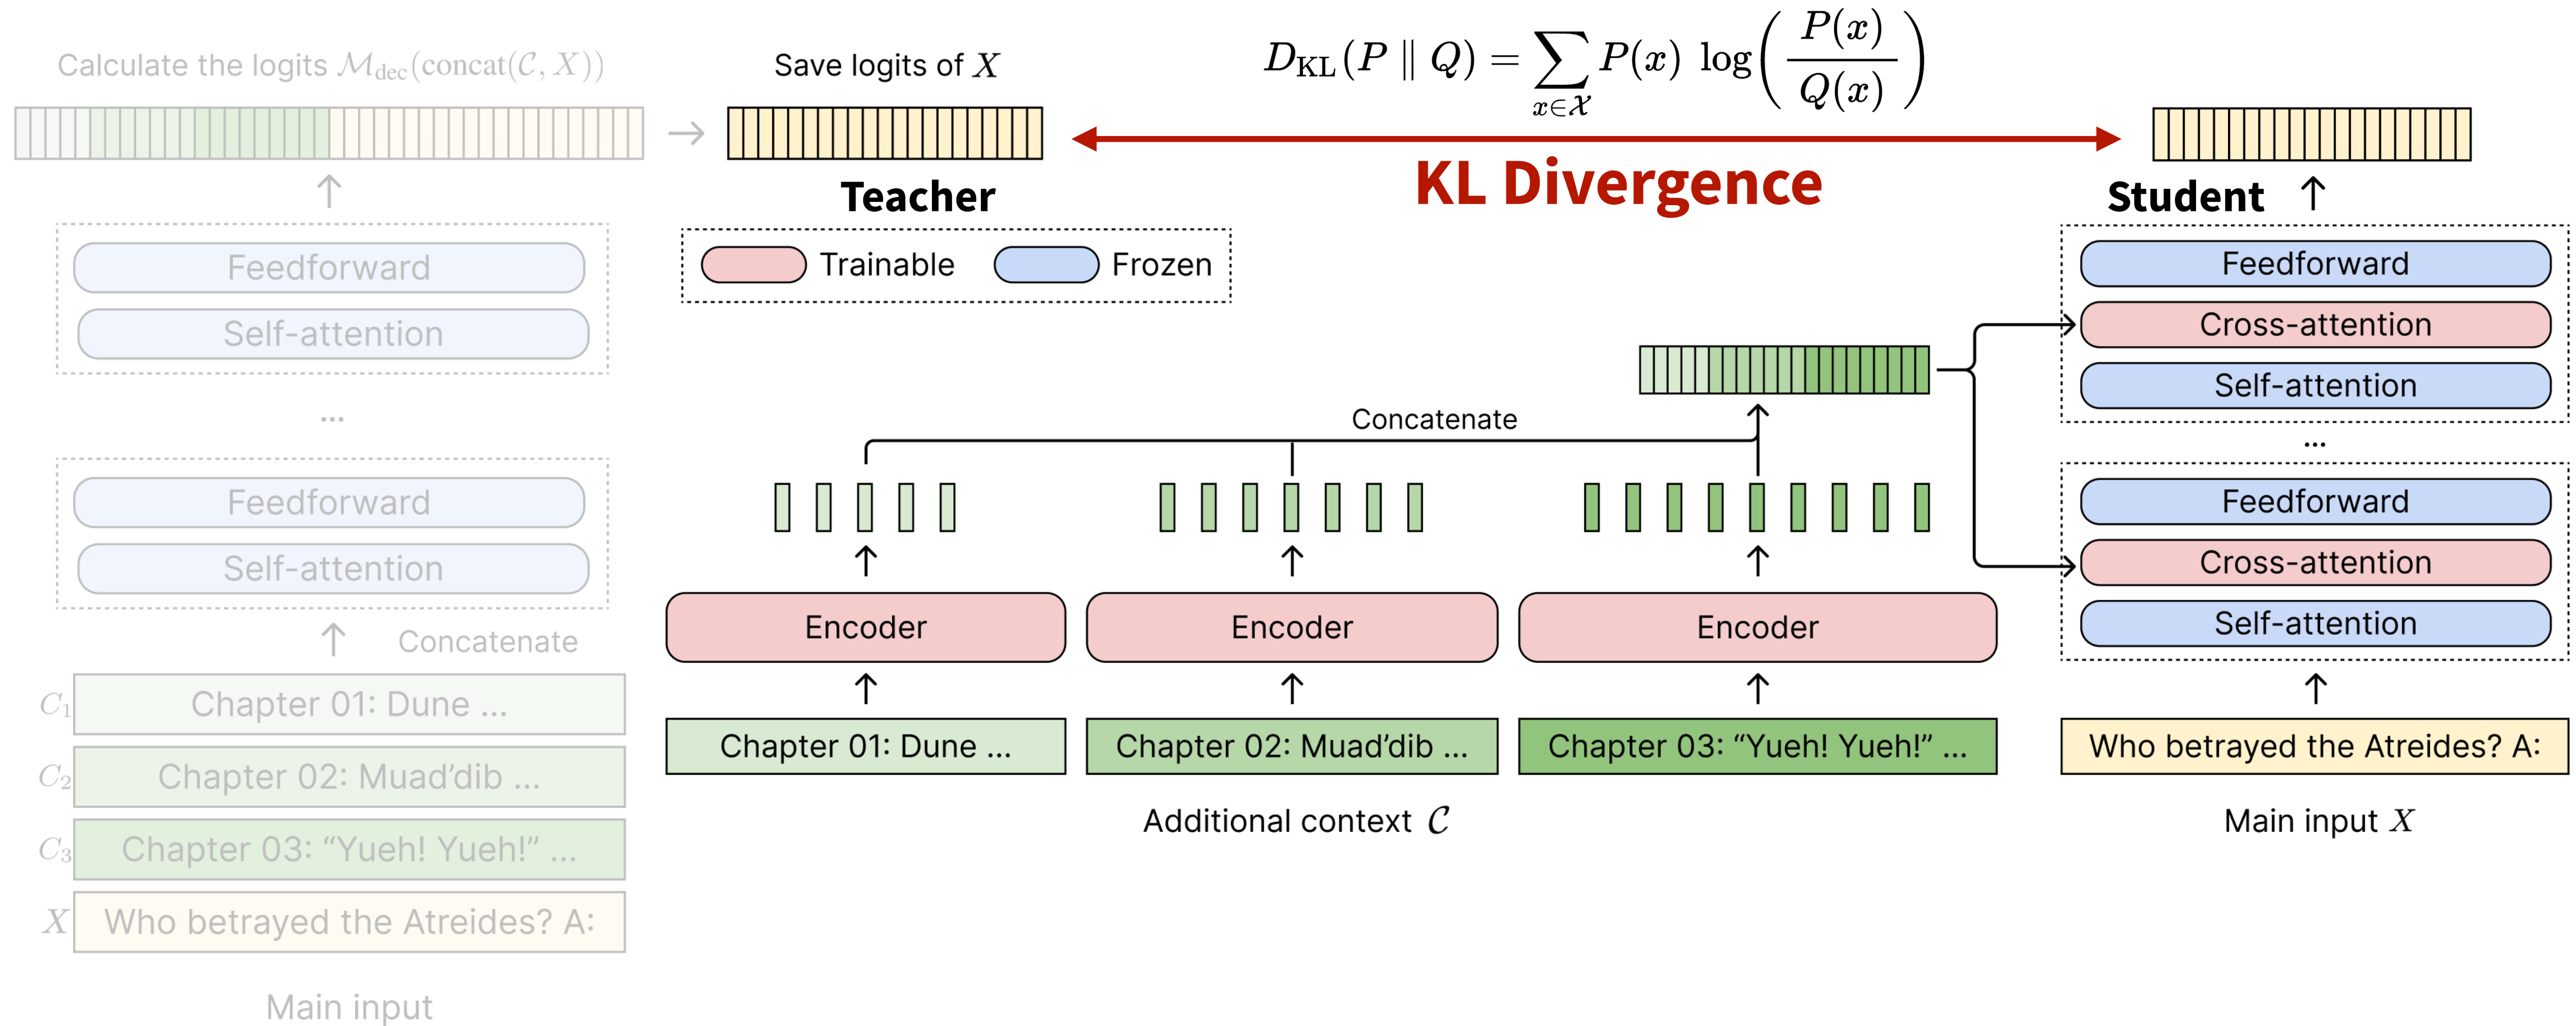 Calculate the logits M_dec(concat(C, X))
Save logits of X
D_KL(P ∥ Q) = ∑_{x∈X} P(x) log(P(x)/Q(x))
KL Divergence
Teacher
Student
Trainable
Frozen
Feedforward
Self-attention
...
Feedforward
Self-attention
Concatenate
C₁ Chapter 01: Dune ...
C₂ Chapter 02: Muad’dib ...
C₃ Chapter 03: “Yueh! Yueh!” ...
X Who betrayed the Atreides? A:
Main input
Concatenate
Encoder
Encoder
Encoder
Chapter 01: Dune ...
Chapter 02: Muad’dib ...
Chapter 03: “Yueh! Yueh!” ...
Additional context C
Feedforward
Cross-attention
Self-attention
...
Feedforward
Cross-attention
Self-attention
Who betrayed the Atreides? A:
Main input X